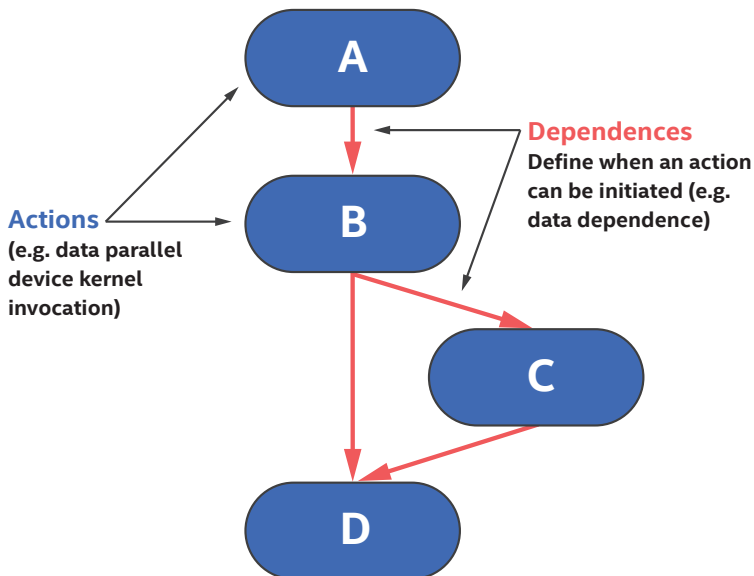 A
Dependences
Define when an action
can be initiated (e.g.
data dependence)
Actions
(e.g. data parallel
device kernel
invocation)
B
C
D